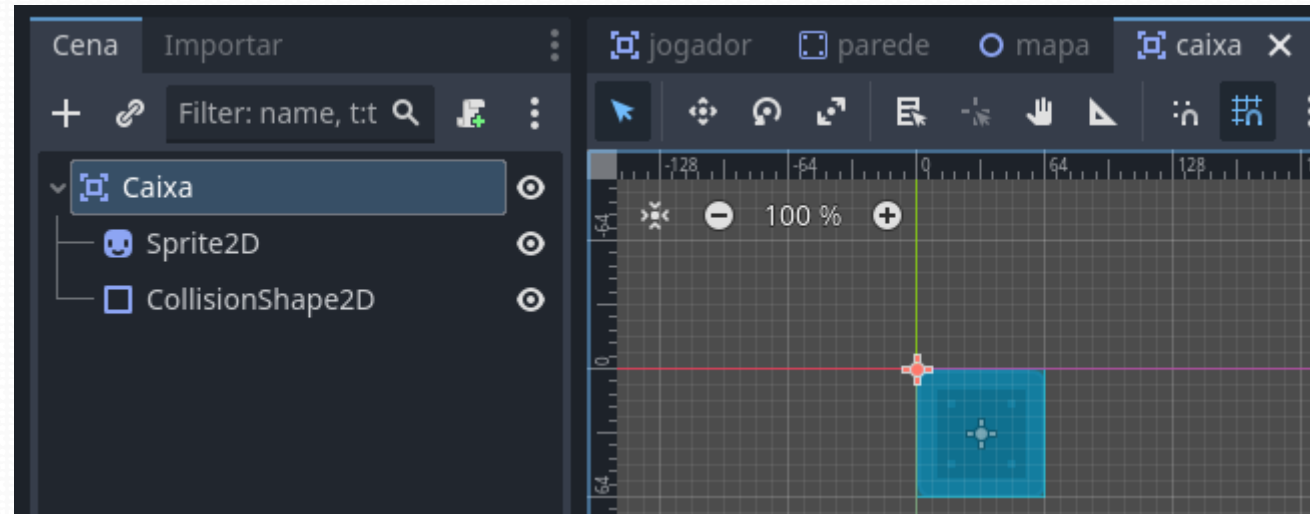 Cena Importar
jogador parede mapa caixa
Filter: name, t:t
-128 -64 0 64 128
Caixa
100 %
-64
Sprite2D
CollisionShape2D
0
64